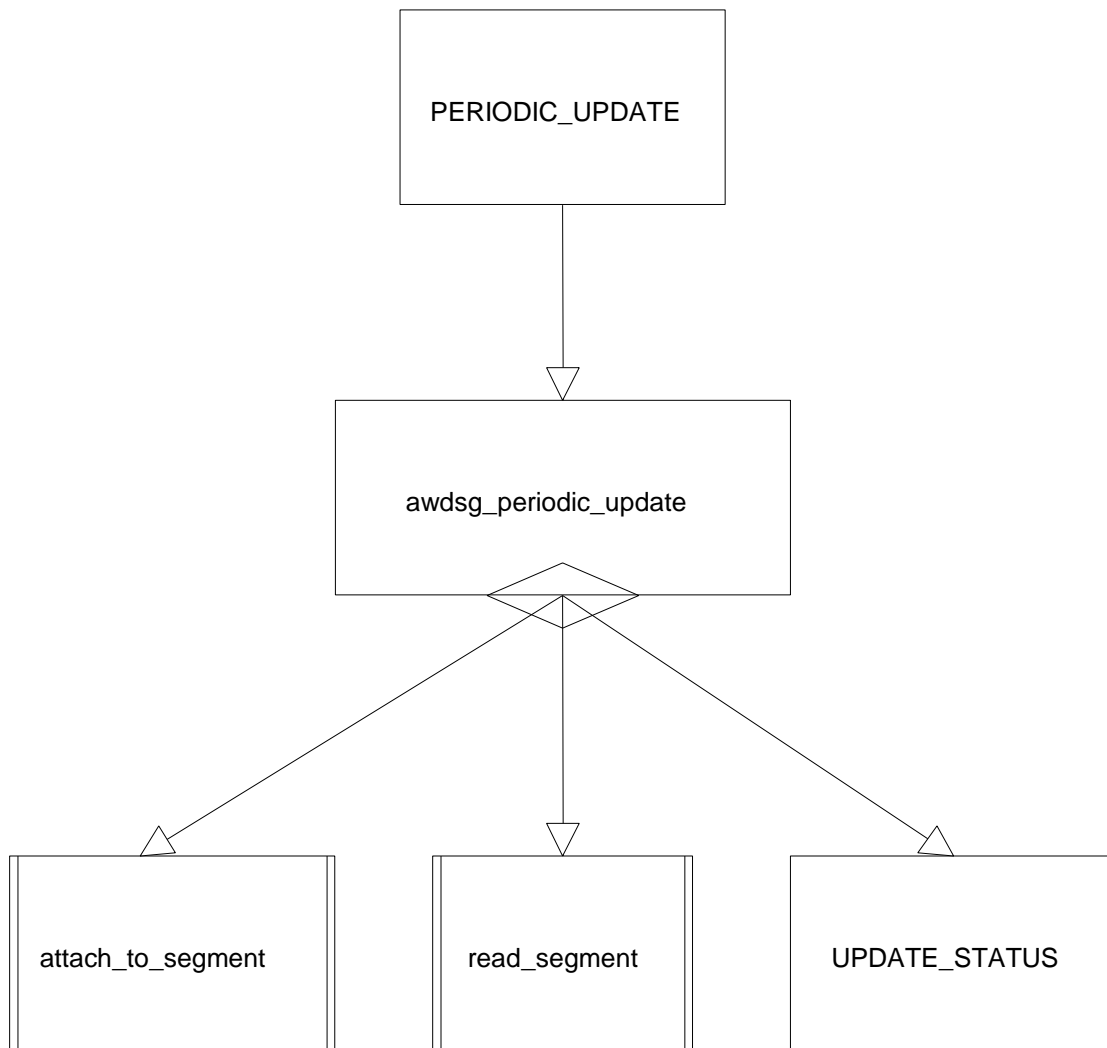 PERIODIC_UPDATE
awdsg_periodic_update
attach_to_segment
read_segment
UPDATE_STATUS